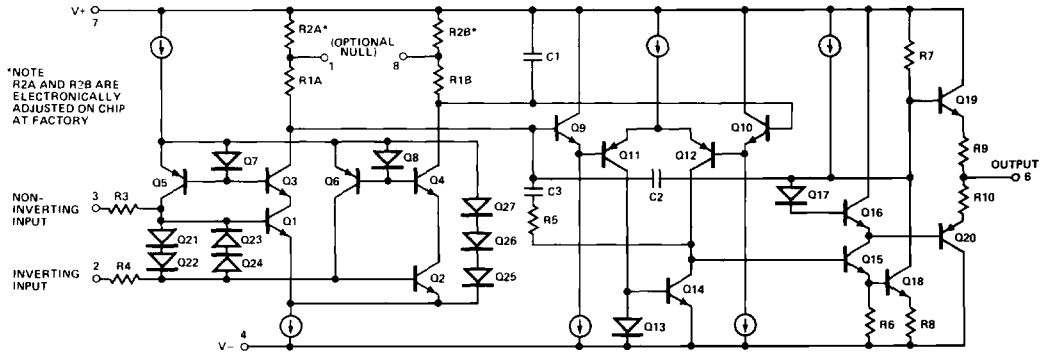 V+
7
R2A*
(OPTIONAL NULL)
R2B*
1
8
R1A
R1B
C1
R7
*NOTE
R2A AND R2B ARE
ELECTRONICALLY
ADJUSTED ON CHIP
AT FACTORY
Q19
Q9
Q10
Q7
Q8
Q11
Q12
R9
Q5
Q3
Q6
Q4
OUTPUT
6
NON-
INVERTING
INPUT
3
R3
C3
C2
Q17
R10
Q1
Q27
Q16
Q21
Q23
R5
Q26
Q20
Q22
Q24
INVERTING
INPUT
2
R4
Q2
Q25
Q15
Q18
Q14
Q13
R6
R8
V-
4